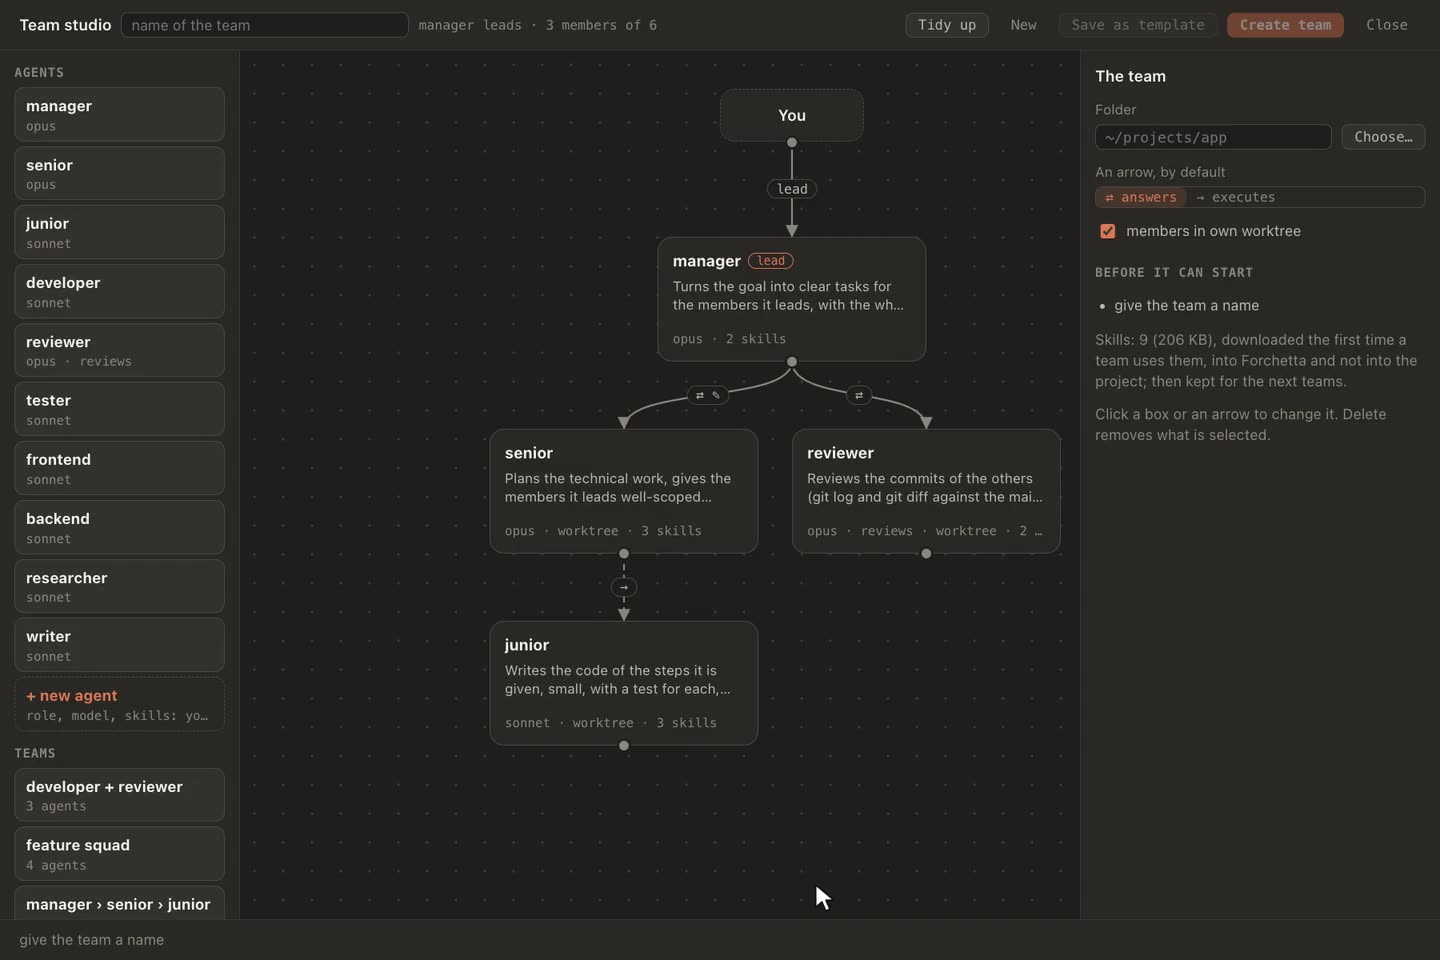 Team studio
name of the team
manager leads · 3 members of 6
Tidy up
New
Save as template
Create team
Close
AGENTS
manager
opus
senior
opus
junior
sonnet
developer
sonnet
reviewer
opus · reviews
tester
sonnet
frontend
sonnet
backend
sonnet
researcher
sonnet
writer
sonnet
+ new agent
role, model, skills: yo…
TEAMS
developer + reviewer
3 agents
feature squad
4 agents
manager › senior › junior
You
lead
manager lead
Turns the goal into clear tasks for
the members it leads, with the wh…
opus · 2 skills
⇄ ✎
⇄
senior
Plans the technical work, gives the
members it leads well-scoped…
opus · worktree · 3 skills
reviewer
Reviews the commits of the others
(git log and git diff against the mai…
opus · reviews · worktree · 2 …
→
junior
Writes the code of the steps it is
given, small, with a test for each,…
sonnet · worktree · 3 skills
The team
Folder
~/projects/app
Choose…
An arrow, by default
⇄ answers → executes
members in own worktree
BEFORE IT CAN START
• give the team a name
Skills: 9 (206 KB), downloaded the first time a
team uses them, into Forchetta and not into the
project; then kept for the next teams.
Click a box or an arrow to change it. Delete
removes what is selected.
give the team a name